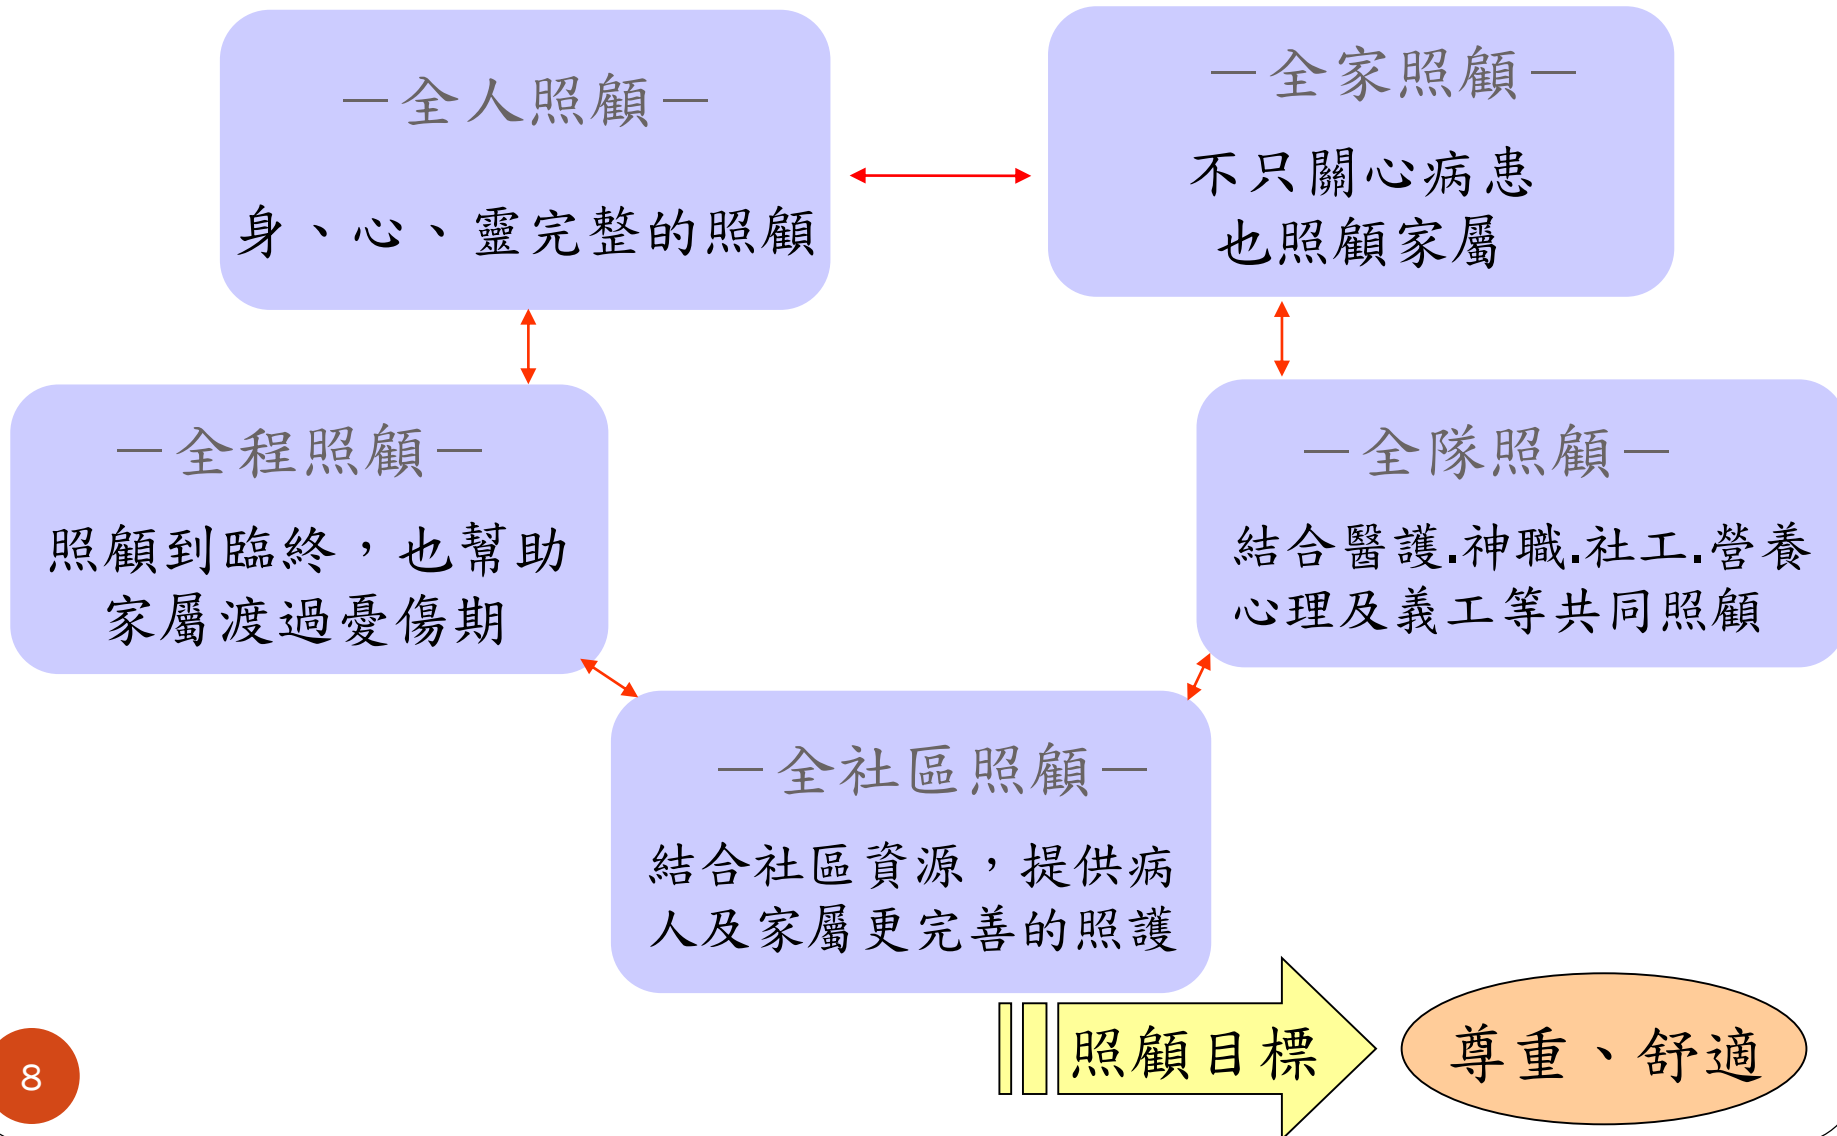 －全人照顧－
身、心、靈完整的照顧
－全家照顧－
不只關心病患
也照顧家屬
－全程照顧－
照顧到臨終，也幫助
家屬渡過憂傷期
－全隊照顧－
結合醫護.神職.社工.營養
心理及義工等共同照顧
－全社區照顧－
結合社區資源，提供病
人及家屬更完善的照護
照顧目標
尊重、舒適
8